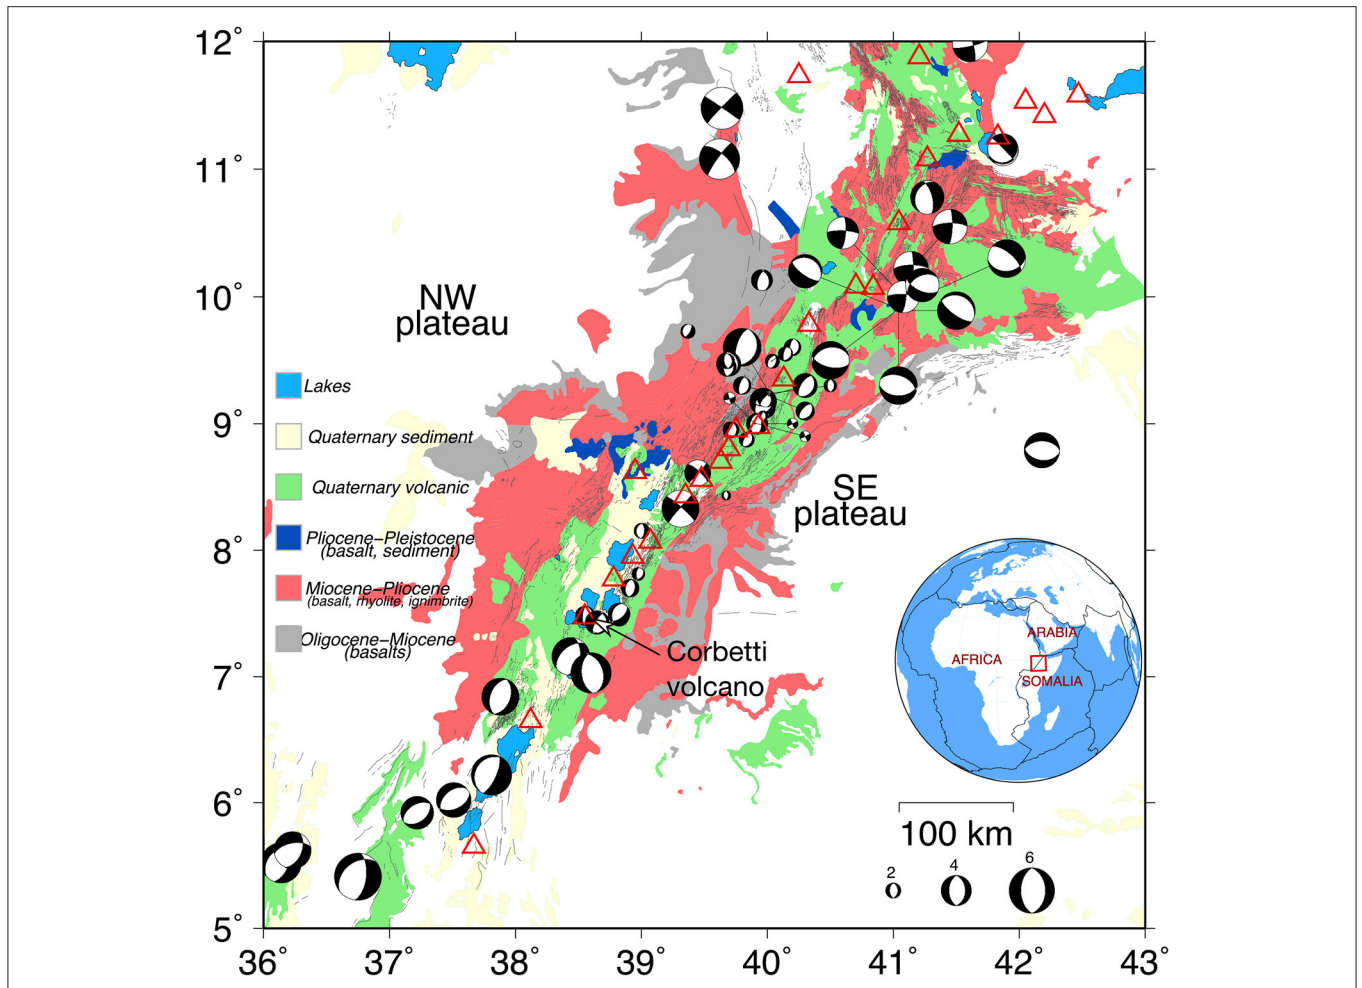 12°
11°
10°
9°
8°
7°
6°
5°
36°
37°
38°
39°
40°
41°
42°
43°
NW
plateau
SE
plateau
Lakes
Quaternary sediment
Quaternary volcanic
Pliocene–Pleistocene
(basalt, sediment)
Miocene–Pliocene
(basalt, rhyolite, ignimbrite)
Oligocene–Miocene
(basalts)
Corbetti
volcano
ARABIA
AFRICA
SOMALIA
100 km
2
4
6